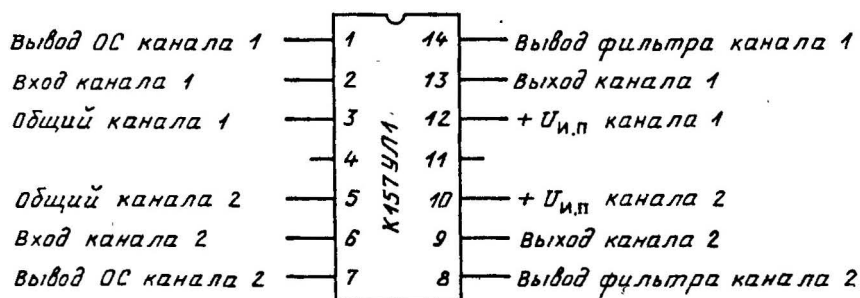 Вывод ОС канала 1 1 14 Вывод фильтра канала 1
Вход канала 1 2 13 Выход канала 1
Общий канала 1 3 12 + Uи.п канала 1
4 11
Общий канала 2 5 10 + Uи.п канала 2
Вход канала 2 6 9 Выход канала 2
Вывод ОС канала 2 7 8 Вывод фильтра канала 2
К157УЛ1